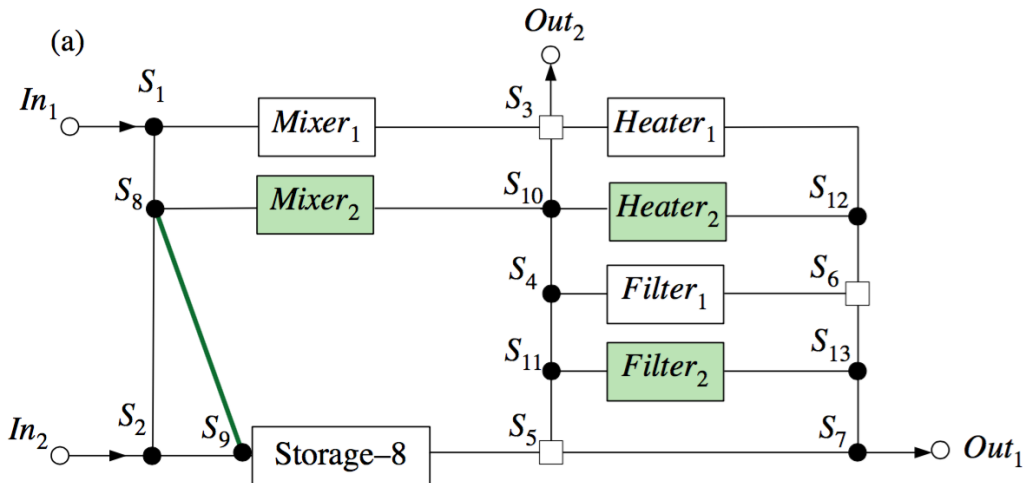 (a)
Out2
In1
S1
Mixer1
S3
Heater1
S8
Mixer2
S10
Heater2
S12
S4
Filter1
S6
S11
Filter2
S13
In2
S2
S9
Storage–8
S5
S7
Out1